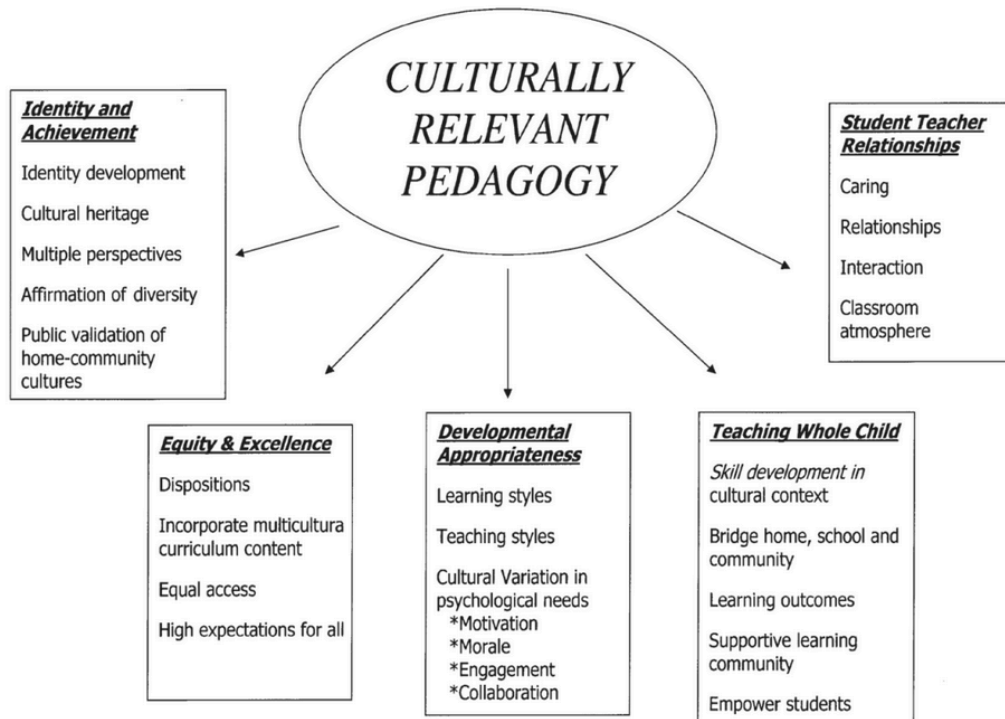 CULTURALLY
RELEVANT
PEDAGOGY
Identity and
Achievement
Identity development
Cultural heritage
Multiple perspectives
Affirmation of diversity
Public validation of
home-community
cultures
Equity & Excellence
Dispositions
Incorporate multicultura
curriculum content
Equal access
High expectations for all
Developmental
Appropriateness
Learning styles
Teaching styles
Cultural Variation in
psychological needs
*Motivation
*Morale
*Engagement
*Collaboration
Teaching Whole Child
Skill development in
cultural context
Bridge home, school and
community
Learning outcomes
Supportive learning
community
Empower students
Student Teacher
Relationships
Caring
Relationships
Interaction
Classroom
atmosphere